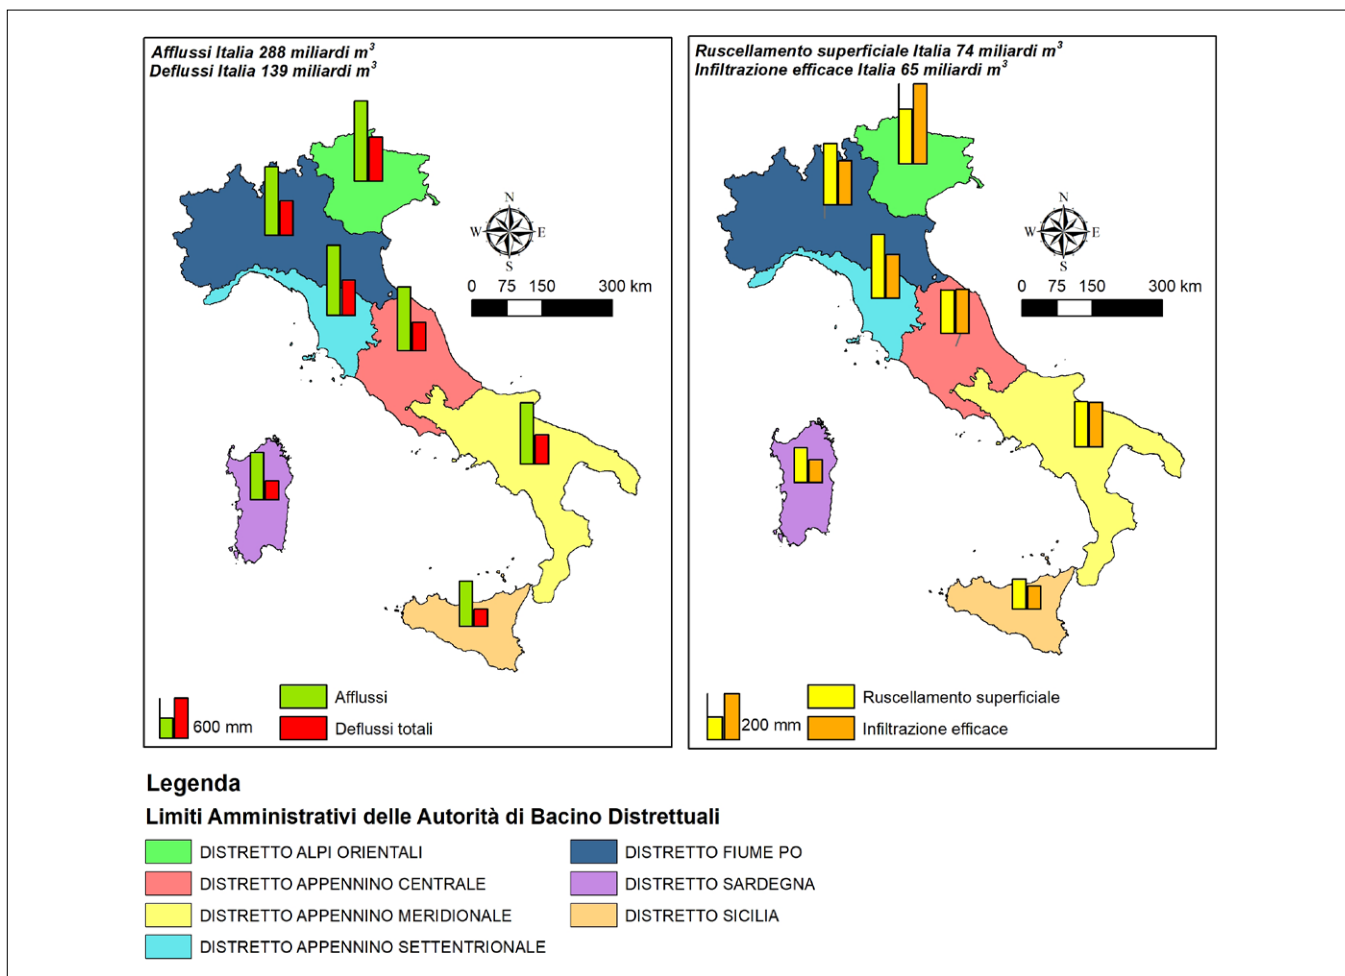 Afflussi Italia 288 miliardi m³
Deflussi Italia 139 miliardi m³
N
W E
S
0 75 150 300 km
600 mm
Afflussi
Deflussi totali
Ruscellamento superficiale Italia 74 miliardi m³
Infiltrazione efficace Italia 65 miliardi m³
N
W E
S
0 75 150 300 km
200 mm
Ruscellamento superficiale
Infiltrazione efficace
Legenda
Limiti Amministrativi delle Autorità di Bacino Distrettuali
DISTRETTO ALPI ORIENTALI
DISTRETTO APPENNINO CENTRALE
DISTRETTO APPENNINO MERIDIONALE
DISTRETTO APPENNINO SETTENTRIONALE
DISTRETTO FIUME PO
DISTRETTO SARDEGNA
DISTRETTO SICILIA